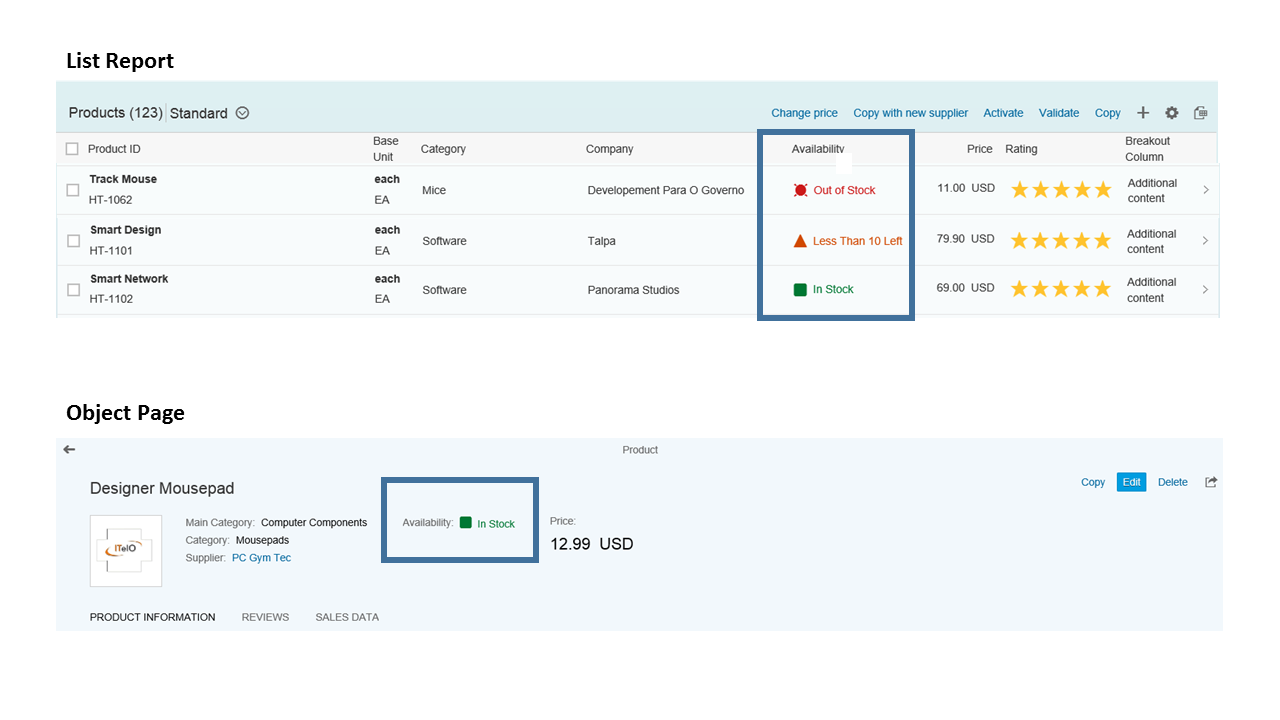 List Report
Products (123) Standard
Change price Copy with new supplier Activate Validate Copy
Product ID Base Unit Category Company Availability Price Rating Breakout Column
Track Mouse each
HT-1062 EA Mice Developement Para O Governo Out of Stock 11.00 USD Additional content
Smart Design each
HT-1101 EA Software Talpa Less Than 10 Left 79.90 USD Additional content
Smart Network each
HT-1102 EA Software Panorama Studios In Stock 69.00 USD Additional content
Object Page
Product
Designer Mousepad
Copy Edit Delete
ITelO
Main Category: Computer Components
Category: Mousepads
Supplier: PC Gym Tec
Availability: In Stock
Price:
12.99 USD
PRODUCT INFORMATION REVIEWS SALES DATA